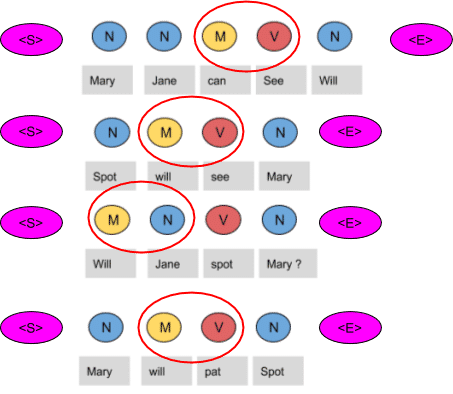 <S> N N M V N <E>
Mary Jane can See Will
<S> N M V N <E>
Spot will see Mary
<S> M N V N <E>
Will Jane spot Mary ?
<S> N M V N <E>
Mary will pat Spot